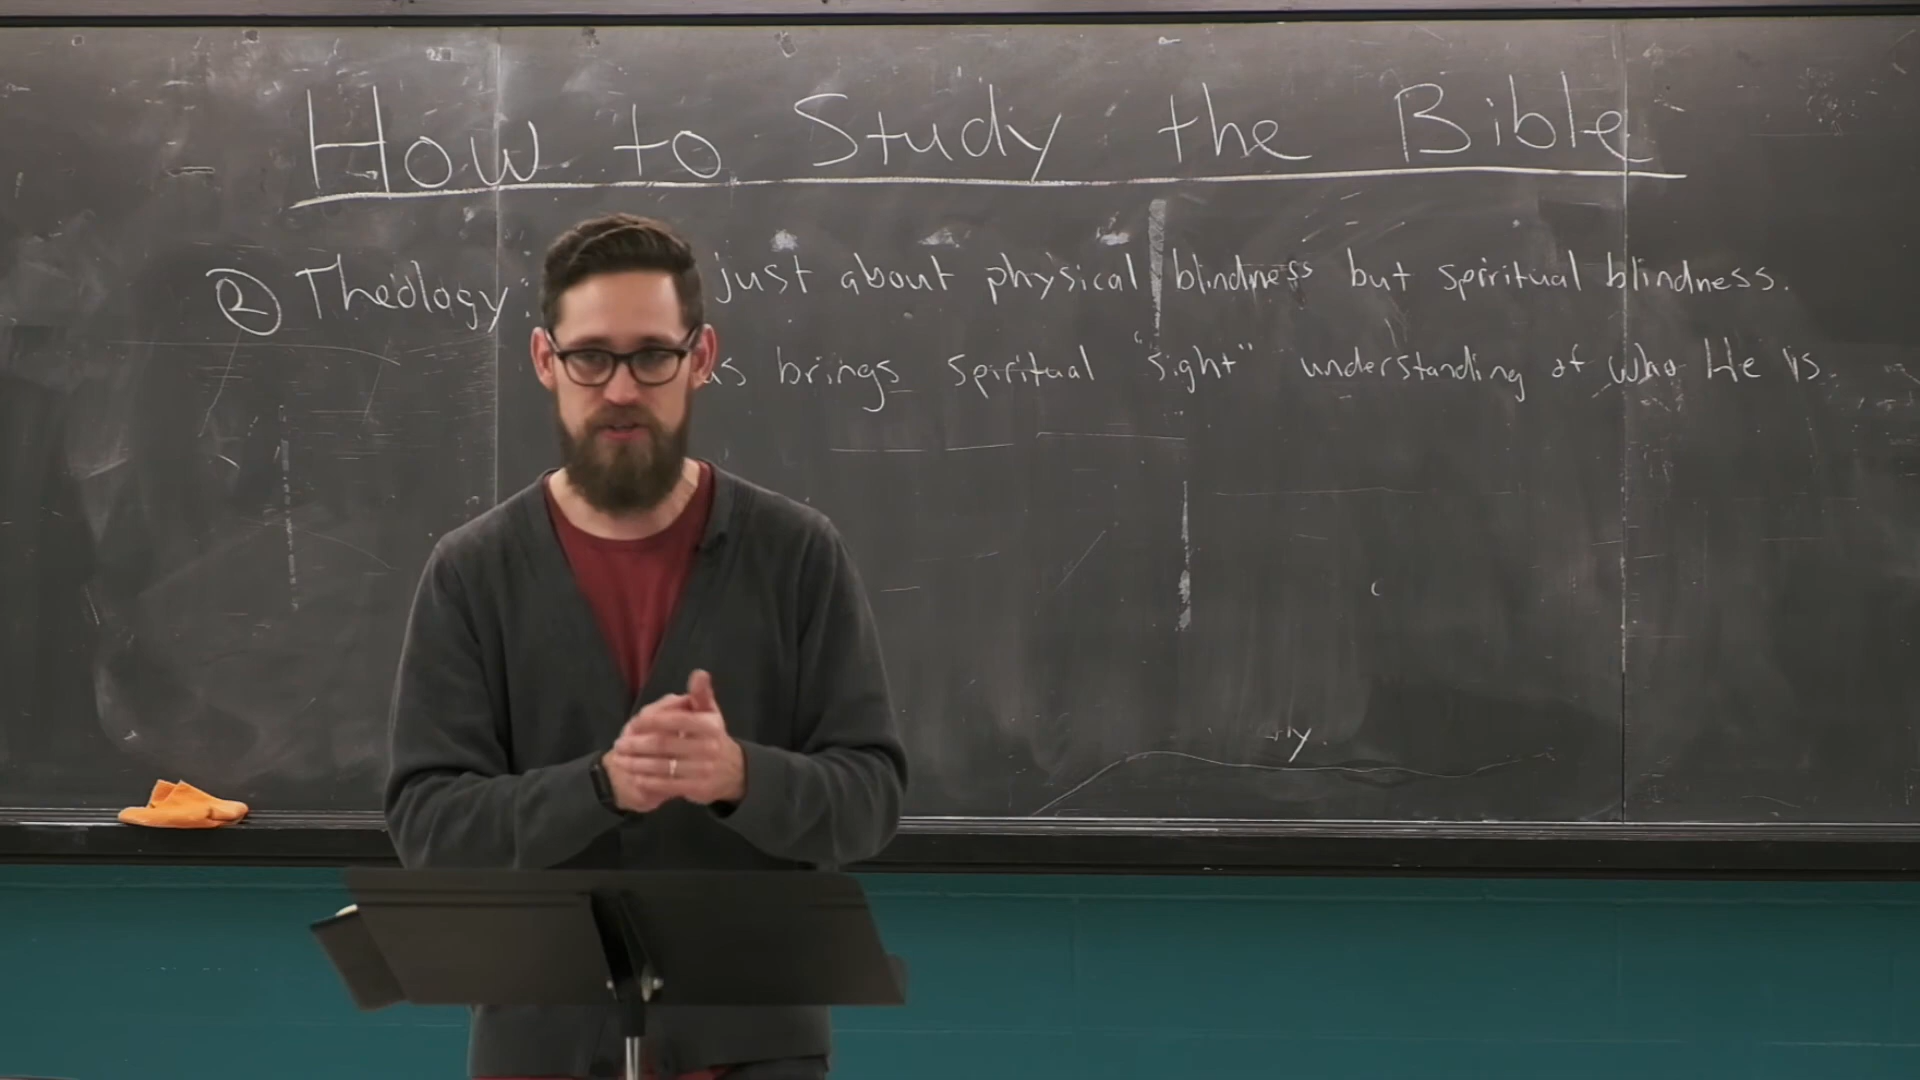 How to Study the Bible
② Theology: just about physical blindness but spiritual blindness.
brings spiritual "sight" understanding of who He is